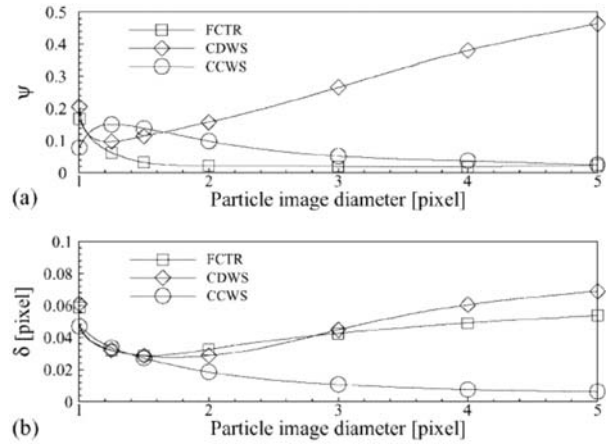 0.5
0.4
0.3
0.2
0.1
0
ψ
FCTR
CDWS
CCWS
1 2 3 4 5
Particle image diameter [pixel]
(a)
0.1
0.08
0.06
0.04
0.02
0
δ [pixel]
FCTR
CDWS
CCWS
1 2 3 4 5
Particle image diameter [pixel]
(b)